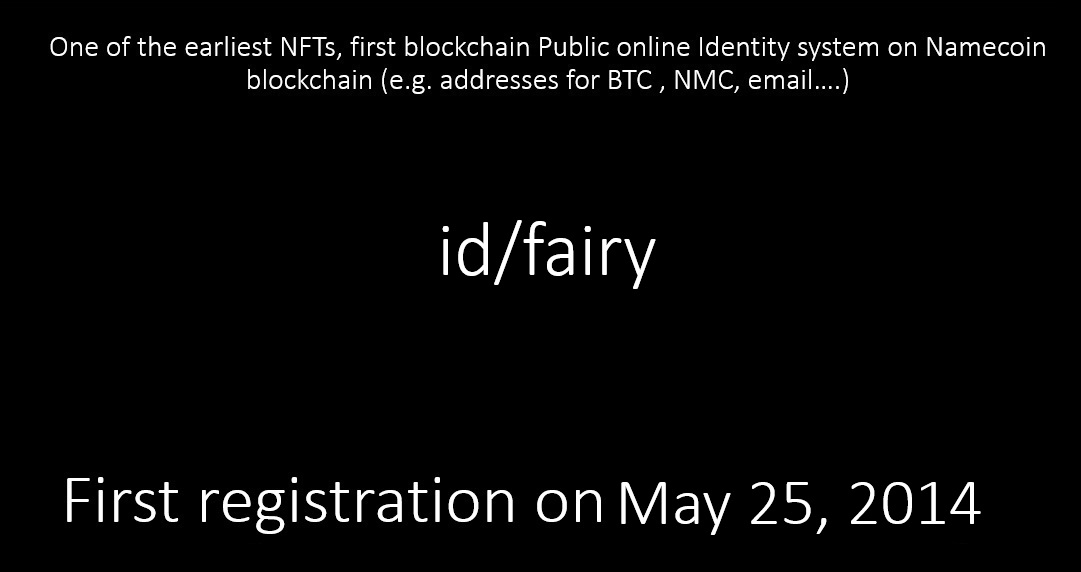 One of the earliest NFTs, first blockchain Public online Identity system on Namecoin
blockchain (e.g. addresses for BTC , NMC, email....)
id/fairy
First registration on May 25, 2014